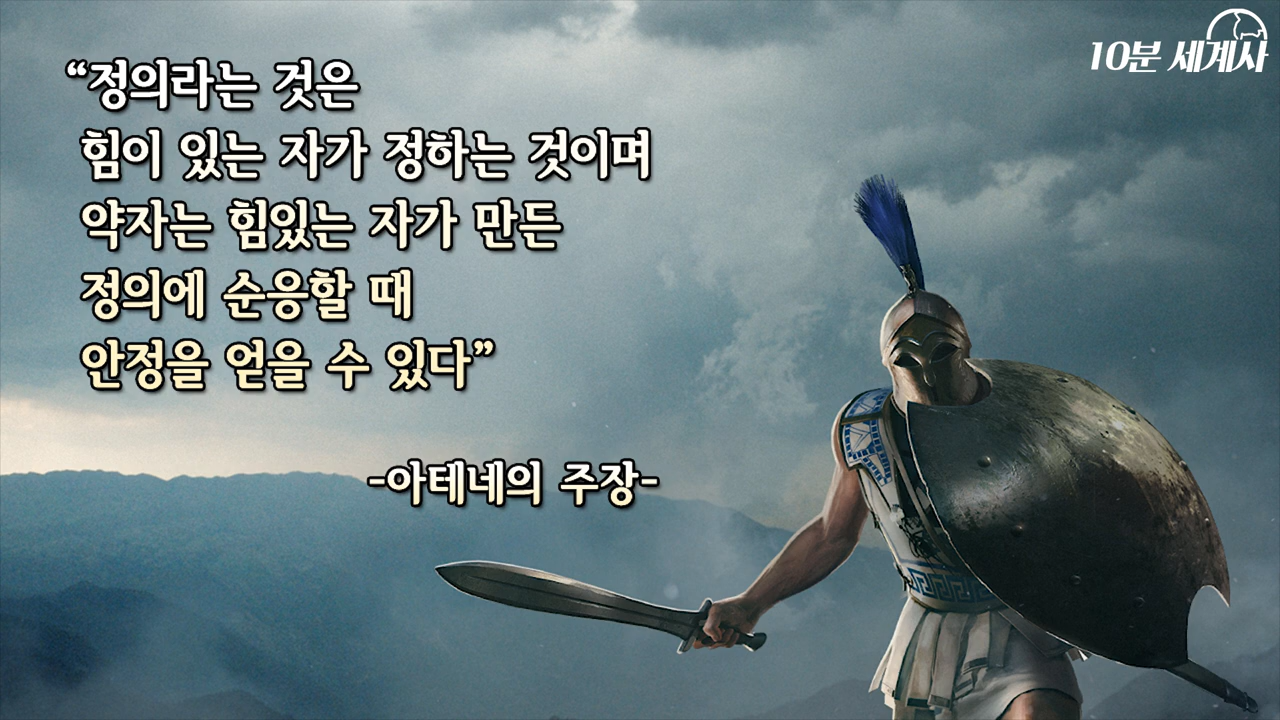 10분 세계사
“정의라는 것은
힘이 있는 자가 정하는 것이며
약자는 힘있는 자가 만든
정의에 순응할 때
안정을 얻을 수 있다”
-아테네의 주장-